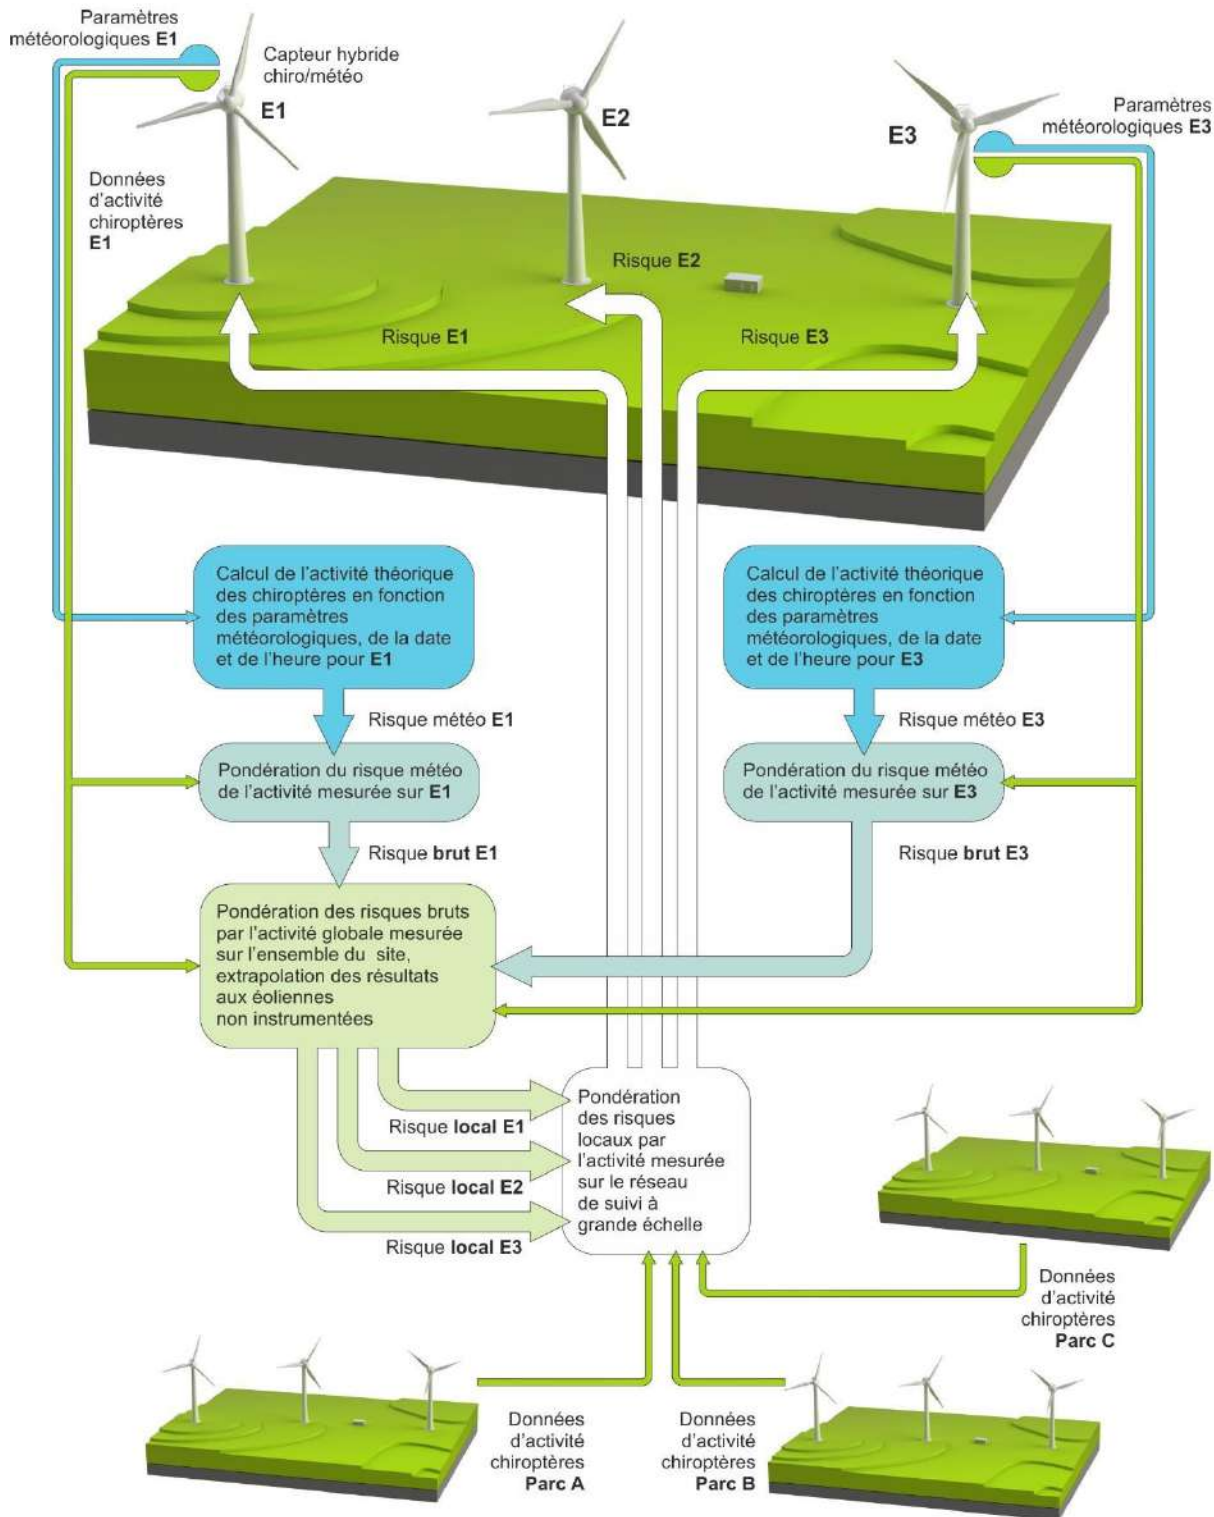 Paramètres
météorologiques E1
Capteur hybride
chiro/météo
E1
E2
E3
Paramètres
météorologiques E3
Données
d'activité
chiroptères
E1
Risque E2
Risque E1
Risque E3
Calcul de l'activité théorique
des chiroptères en fonction
des paramètres
météorologiques, de la date
et de l'heure pour E1
Calcul de l'activité théorique
des chiroptères en fonction
des paramètres
météorologiques, de la date
et de l'heure pour E3
Risque météo E1
Risque météo E3
Pondération du risque météo
de l'activité mesurée sur E1
Pondération du risque météo
de l'activité mesurée sur E3
Risque brut E1
Risque brut E3
Pondération des risques bruts
par l'activité globale mesurée
sur l'ensemble du site,
extrapolation des résultats
aux éoliennes
non instrumentées
Risque local E1
Risque local E2
Risque local E3
Pondération
des risques
locaux par
l'activité mesurée
sur le réseau
de suivi à
grande échelle
Données
d'activité
chiroptères
Parc C
Données
d'activité
chiroptères
Parc A
Données
d'activité
chiroptères
Parc B